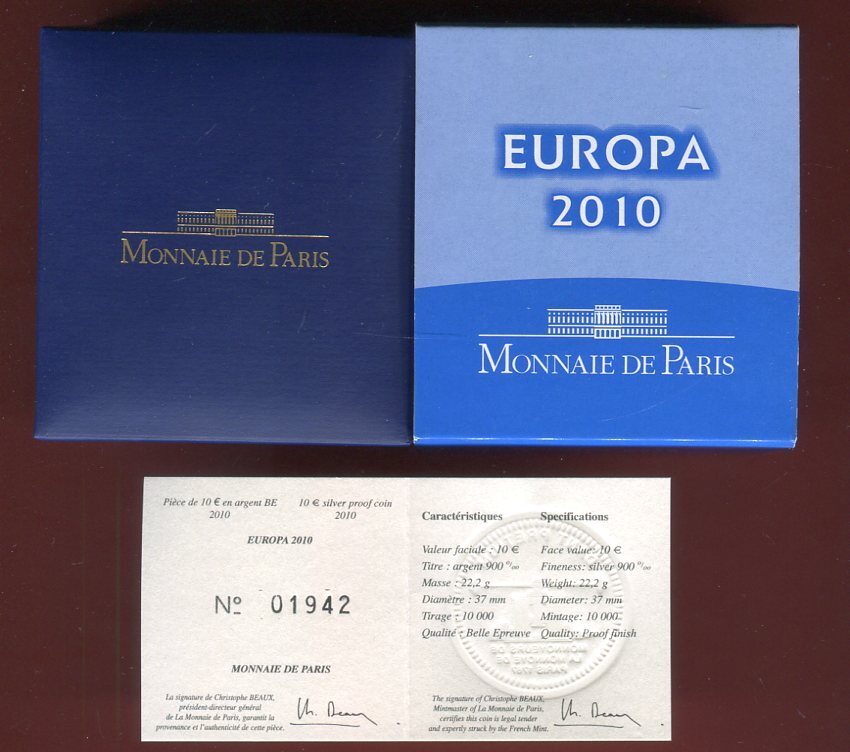 MONNAIE DE PARIS
EUROPA
2010
MONNAIE DE PARIS
Pièce de 10 € en argent BE
2010
10 € silver proof coin
2010
EUROPA 2010
Nº 01942
MONNAIE DE PARIS
La signature de Christophe BEAUX,
président-directeur général
de La Monnaie de Paris, garantit la
provenance et l'authenticité de cette pièce.
Caractéristiques
Valeur faciale : 10 €
Titre : argent 900 º/ºº
Masse : 22,2 g
Diamètre : 37 mm
Tirage : 10 000
Qualité : Belle Epreuve
Specifications
Face value: 10 €
Fineness: silver 900 º/ºº
Weight: 22,2 g
Diameter: 37 mm
Mintage: 10 000
Quality: Proof finish
The signature of Christophe BEAUX,
Mintmaster of La Monnaie de Paris,
certifies this coin is legal tender
and expertly struck by the French Mint.